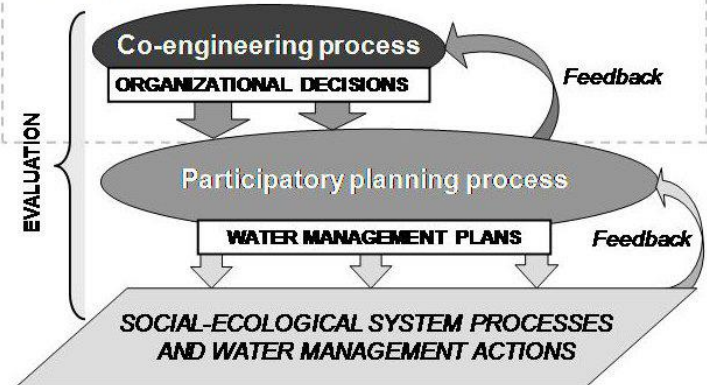 Co-engineering process
ORGANIZATIONAL DECISIONS
Feedback
EVALUATION
Participatory planning process
WATER MANAGEMENT PLANS
Feedback
SOCIAL-ECOLOGICAL SYSTEM PROCESSES
AND WATER MANAGEMENT ACTIONS